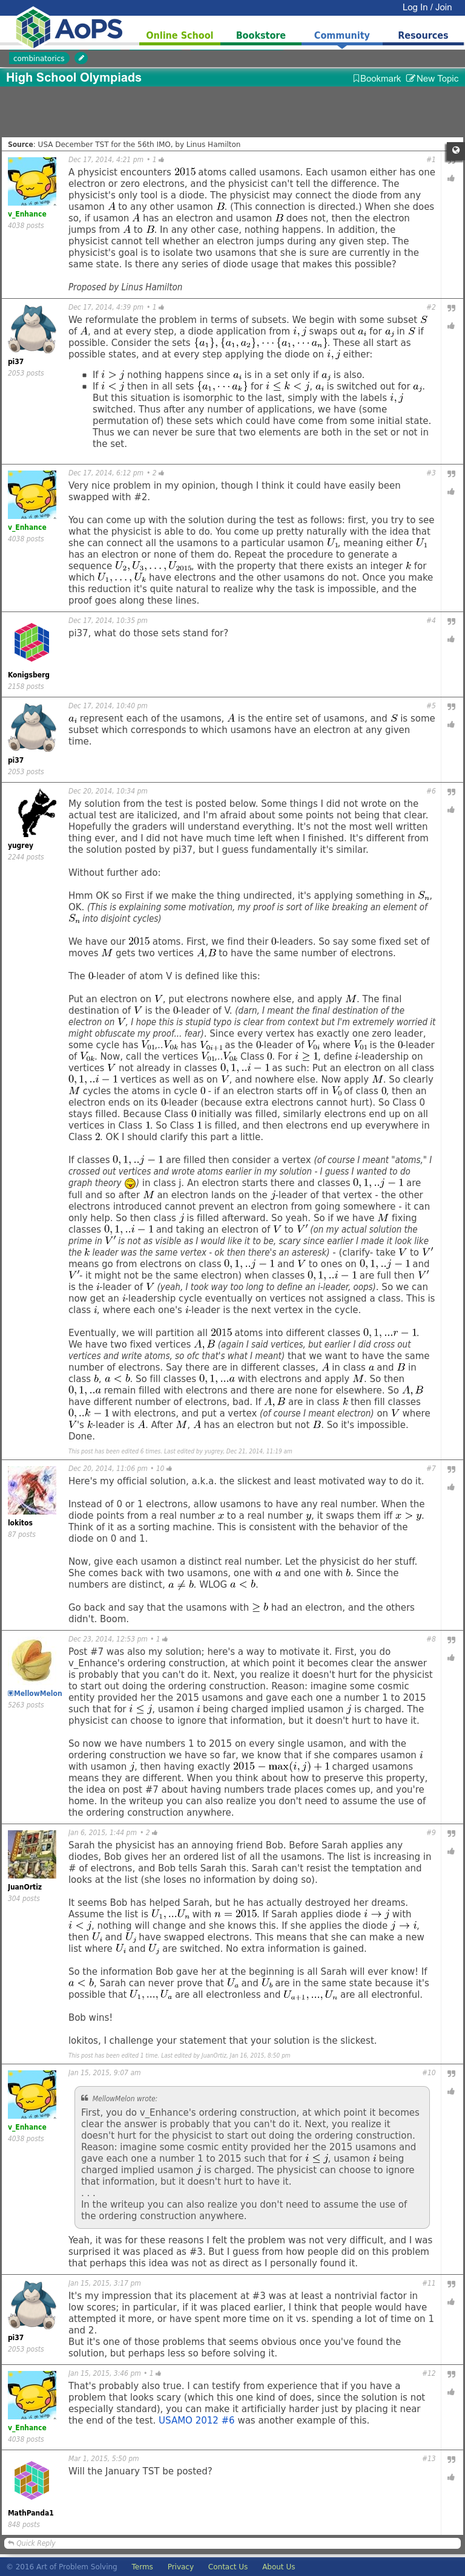 Log In / Join
AoPS
Online School Bookstore Community Resources
combinatorics
High School Olympiads
Bookmark New Topic
Source: USA December TST for the 56th IMO, by Linus Hamilton
Dec 17, 2014, 4:21 pm • 1 #1
v_Enhance
4038 posts
A physicist encounters 2015 atoms called usamons. Each usamon either has one
electron or zero electrons, and the physicist can't tell the difference. The
physicist's only tool is a diode. The physicist may connect the diode from any
usamon A to any other usamon B. (This connection is directed.) When she does
so, if usamon A has an electron and usamon B does not, then the electron
jumps from A to B. In any other case, nothing happens. In addition, the
physicist cannot tell whether an electron jumps during any given step. The
physicist's goal is to isolate two usamons that she is sure are currently in the
same state. Is there any series of diode usage that makes this possible?
Proposed by Linus Hamilton
Dec 17, 2014, 4:39 pm • 1 #2
pi37
2053 posts
We reformulate the problem in terms of subsets. We begin with some subset S
of A, and at every step, a diode application from i, j swaps out a_i for a_j in S if
possible. Consider the sets {a_1}, {a_1, a_2}, ··· {a_1, ··· a_n}. These all start as
possible states, and at every step applying the diode to i, j either:
▪ If i > j nothing happens since a_i is in a set only if a_j is also.
▪ If i < j then in all sets {a_1, ··· a_k} for i ≤ k < j, a_i is switched out for a_j.
But this situation is isomorphic to the last, simply with the labels i, j
switched. Thus after any number of applications, we have (some
permutation of) these sets which could have come from some initial state.
Thus we can never be sure that two elements are both in the set or not in
the set.
Dec 17, 2014, 6:12 pm • 2 #3
v_Enhance
4038 posts
Very nice problem in my opinion, though I think it could have easily been
swapped with #2.
You can come up with the solution during the test as follows: first, you try to see
what the physicist is able to do. You come up pretty naturally with the idea that
she can connect all the usamons to a particular usamon U_1, meaning either U_1
has an electron or none of them do. Repeat the procedure to generate a
sequence U_2, U_3, . . . , U_2015, with the property that there exists an integer k for
which U_1, . . . , U_k have electrons and the other usamons do not. Once you make
this reduction it's quite natural to realize why the task is impossible, and the
proof goes along these lines.
Dec 17, 2014, 10:35 pm #4
Konigsberg
2158 posts
pi37, what do those sets stand for?
Dec 17, 2014, 10:40 pm #5
pi37
2053 posts
a_i represent each of the usamons, A is the entire set of usamons, and S is some
subset which corresponds to which usamons have an electron at any given
time.
Dec 20, 2014, 10:34 pm #6
yugrey
2244 posts
My solution from the test is posted below. Some things I did not wrote on the
actual test are italicized, and I'm afraid about some points not being that clear.
Hopefully the graders will understand everything. It's not the most well written
thing ever, and I did not have much time left when I finished. It's different from
the solution posted by pi37, but I guess fundamentally it's similar.
Without further ado:
Hmm OK so First if we make the thing undirected, it's applying something in S_n,
OK. (This is explaining some motivation, my proof is sort of like breaking an element of
S_n into disjoint cycles)
We have our 2015 atoms. First, we find their 0-leaders. So say some fixed set of
moves M gets two vertices A,B to have the same number of electrons.
The 0-leader of atom V is defined like this:
Put an electron on V, put electrons nowhere else, and apply M. The final
destination of V is the 0-leader of V. (darn, I meant the final destination of the
electron on V, I hope this is stupid typo is clear from context but I'm extremely worried it
might obfuscate my proof... fear). Since every vertex has exactly one zero order,
some cycle has V_01,..V_0k has V_0i+1 as the 0-leader of V_0i where V_01 is the 0-leader
of V_0k. Now, call the vertices V_01,..V_0k Class 0. For i ≥ 1, define i-leadership on
vertices V not already in classes 0, 1, ..i − 1 as such: Put an electron on all class
0, 1, ..i − 1 vertices as well as on V, and nowhere else. Now apply M. So clearly
M cycles the atoms in cycle 0 - if an electron starts off in V_0 of class 0, then an
electron ends on its 0-leader (because extra electrons don't hurt). So Class 0
stays filled. Because Class 0 initially was filled, similarly electrons end up on all
vertices in Class 1. So Class 1 is filled, and then electrons end up everywhere in
Class 2. OK I should clarify this part a little.
If classes 0, 1, ..j − 1 are filled then consider a vertex (of course I meant "atoms," I
crossed out vertices and wrote atoms earlier in my solution - I guess I wanted to do
graph theory ) in class j. An electron starts there and classes 0, 1, ..j − 1 are
full and so after M an electron ends on the j-leader of that vertex - the other
electrons introduced cannot prevent an electron from going somewhere - it can
only help. So then class j is filled afterward. So yeah. So if we have M fixing
classes 0, 1, ..i − 1 and taking an electron of V to V' (on my actual solution the
prime in V' is not as visible as I would like it to be, scary since earlier I made it look like
the k leader was the same vertex - ok then, there's an asteresk) - (clarify- take V to V'
means go from electrons on class 0, 1, ..j − 1 and V to ones on 0, 1, ..j − 1 and
V'- it might not be the same electron) when classes 0, 1, ..i − 1 are full then V'
is the i-leader of V (yeah, I took way too long to define an i-leader, oops). So we can
now get an i-leadership cycle eventually on vertices not assigned a class. This is
class i, where each one's i-leader is the next vertex in the cycle.
Eventually, we will partition all 2015 atoms into different classes 0, 1, ...r − 1.
We have two fixed vertices A, B (again I said vertices, but earlier I did cross out
vertices and write atoms, so ofc that's what I meant) that we want to have the same
number of electrons. Say there are in different classes, A in class a and B in
class b, a < b. So fill classes 0, 1, ...a with electrons and apply M. So then
0, 1, ..a remain filled with electrons and there are none for elsewhere. So A, B
have different number of electrons, bad. If A, B are in class k then fill classes
0, ..k − 1 with electrons, and put a vertex (of course I meant electron) on V where
V's k-leader is A. After M, A has an electron but not B. So it's impossible.
Done.
This post has been edited 6 times. Last edited by yugrey, Dec 21, 2014, 11:19 am
Dec 20, 2014, 11:06 pm • 10 #7
lokitos
87 posts
Here's my official solution, a.k.a. the slickest and least motivated way to do it.
Instead of 0 or 1 electrons, allow usamons to have any real number. When the
diode points from a real number x to a real number y, it swaps them iff x > y.
Think of it as a sorting machine. This is consistent with the behavior of the
diode on 0 and 1.
Now, give each usamon a distinct real number. Let the physicist do her stuff.
She comes back with two usamons, one with a and one with b. Since the
numbers are distinct, a ≠ b. WLOG a < b.
Go back and say that the usamons with ≥ b had an electron, and the others
didn't. Boom.
Dec 23, 2014, 12:53 pm • 1 #8
MellowMelon
5263 posts
Post #7 was also my solution; here's a way to motivate it. First, you do
v_Enhance's ordering construction, at which point it becomes clear the answer
is probably that you can't do it. Next, you realize it doesn't hurt for the physicist
to start out doing the ordering construction. Reason: imagine some cosmic
entity provided her the 2015 usamons and gave each one a number 1 to 2015
such that for i ≤ j, usamon i being charged implied usamon j is charged. The
physicist can choose to ignore that information, but it doesn't hurt to have it.
So now we have numbers 1 to 2015 on every single usamon, and with the
ordering construction we have so far, we know that if she compares usamon i
with usamon j, then having exactly 2015 − max(i, j) + 1 charged usamons
means they are different. When you think about how to preserve this property,
the idea on post #7 about having numbers switch places comes up, and you're
home. In the writeup you can also realize you don't need to assume the use of
the ordering construction anywhere.
Jan 6, 2015, 1:44 pm • 2 #9
JuanOrtiz
304 posts
Sarah the physicist has an annoying friend Bob. Before Sarah applies any
diodes, Bob gives her an ordered list of all the usamons. The list is increasing in
# of electrons, and Bob tells Sarah this. Sarah can't resist the temptation and
looks at the list (she loses no information by doing so).
It seems Bob has helped Sarah, but he has actually destroyed her dreams.
Assume the list is U_1, ...U_n with n = 2015. If Sarah applies diode i → j with
i < j, nothing will change and she knows this. If she applies the diode j → i,
then U_i and U_j have swapped electrons. This means that she can make a new
list where U_i and U_j are switched. No extra information is gained.
So the information Bob gave her at the beginning is all Sarah will ever know! If
a < b, Sarah can never prove that U_a and U_b are in the same state because it's
possible that U_1, ..., U_a are all electronless and U_a+1, ..., U_n are all electronful.
Bob wins!
lokitos, I challenge your statement that your solution is the slickest.
This post has been edited 1 time. Last edited by JuanOrtiz, Jan 16, 2015, 8:50 pm
Jan 15, 2015, 9:07 am #10
v_Enhance
4038 posts
MellowMelon wrote:
First, you do v_Enhance's ordering construction, at which point it becomes
clear the answer is probably that you can't do it. Next, you realize it
doesn't hurt for the physicist to start out doing the ordering construction.
Reason: imagine some cosmic entity provided her the 2015 usamons and
gave each one a number 1 to 2015 such that for i ≤ j, usamon i being
charged implied usamon j is charged. The physicist can choose to ignore
that information, but it doesn't hurt to have it.
. . .
In the writeup you can also realize you don't need to assume the use of
the ordering construction anywhere.
Yeah, it was for these reasons I felt the problem was not very difficult, and I was
surprised it was placed as #3. But I guess from how people did on this problem
that perhaps this idea was not as direct as I personally found it.
Jan 15, 2015, 3:17 pm #11
pi37
2053 posts
It's my impression that its placement at #3 was at least a nontrivial factor in
low scores; in particular, if it was placed earlier, I think that people would have
attempted it more, or have spent more time on it vs. spending a lot of time on 1
and 2.
But it's one of those problems that seems obvious once you've found the
solution, but perhaps less so before solving it.
Jan 15, 2015, 3:46 pm • 1 #12
v_Enhance
4038 posts
That's probably also true. I can testify from experience that if you have a
problem that looks scary (which this one kind of does, since the solution is not
especially standard), you can make it artificially harder just by placing it near
the end of the test. USAMO 2012 #6 was another example of this.
Mar 1, 2015, 5:50 pm #13
MathPanda1
848 posts
Will the January TST be posted?
Quick Reply
© 2016 Art of Problem Solving Terms Privacy Contact Us About Us